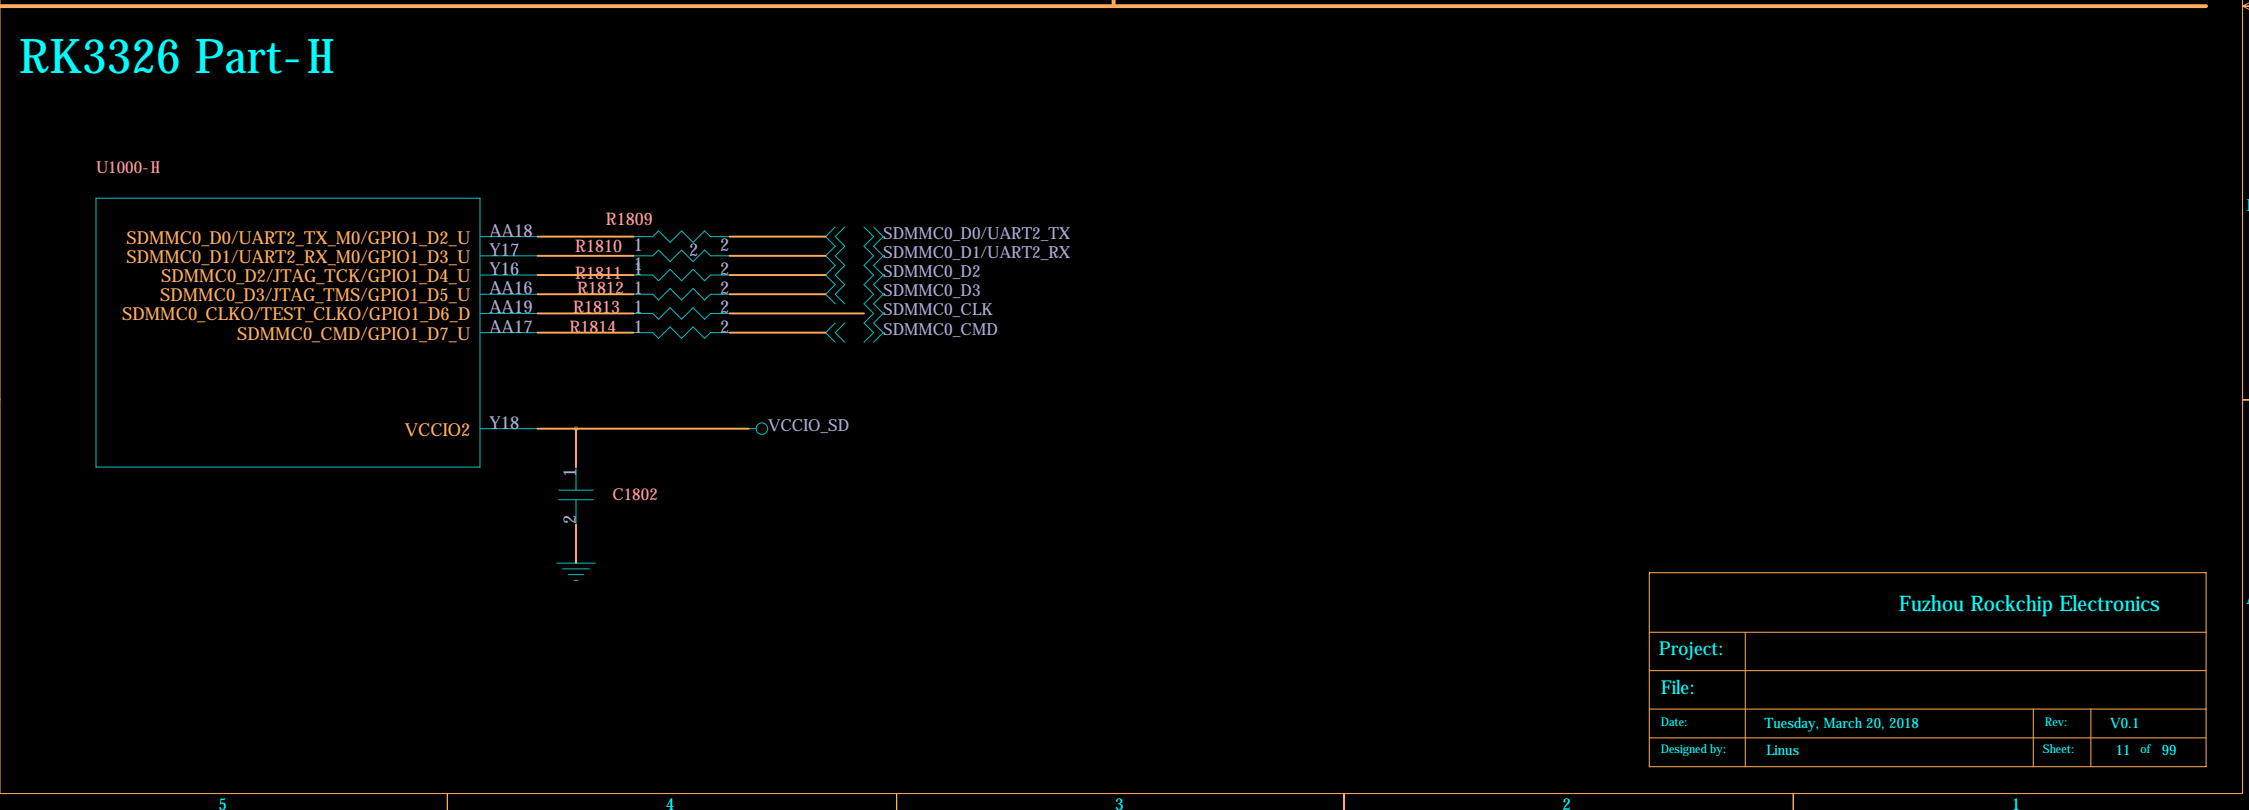 RK3326 Part-H
U1000-H
SDMMC0_D0/UART2_TX_M0/GPIO1_D2_U AA18 R1809 1 2 SDMMC0_D0/UART2_TX
SDMMC0_D1/UART2_RX_M0/GPIO1_D3_U Y17 R1810 1 2 SDMMC0_D1/UART2_RX
SDMMC0_D2/JTAG_TCK/GPIO1_D4_U Y16 R1811 1 2 SDMMC0_D2
SDMMC0_D3/JTAG_TMS/GPIO1_D5_U AA16 R1812 1 2 SDMMC0_D3
SDMMC0_CLKO/TEST_CLKO/GPIO1_D6_D AA19 R1813 1 2 SDMMC0_CLK
SDMMC0_CMD/GPIO1_D7_U AA17 R1814 1 2 SDMMC0_CMD
VCCIO2 Y18 VCCIO_SD
1
C1802
2
Fuzhou Rockchip Electronics
Project:
File:
Date: Tuesday, March 20, 2018 Rev: V0.1
Designed by: Linus Sheet: 11 of 99
5 4 3 2 1